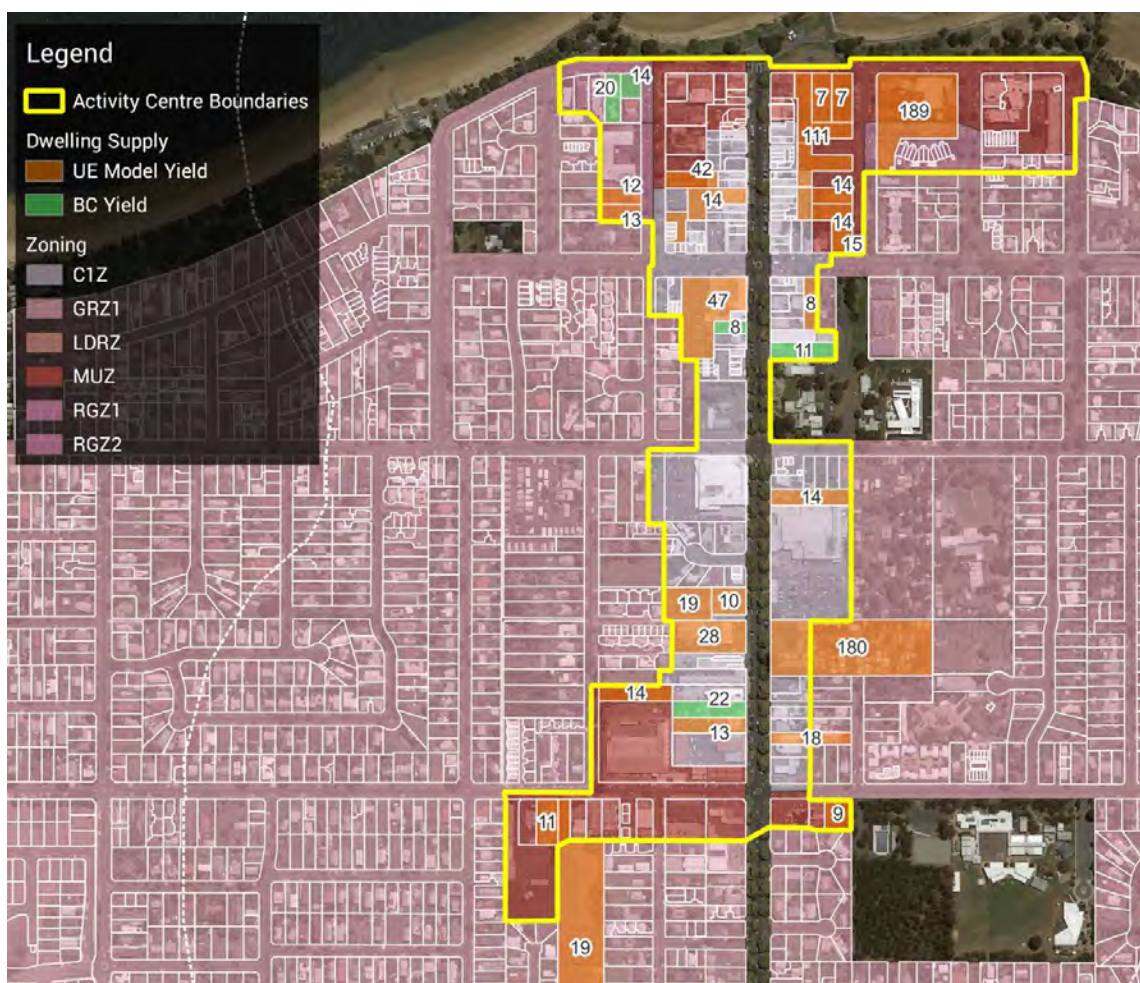 Legend
Activity Centre Boundaries
Dwelling Supply
UE Model Yield
BC Yield
Zoning
C1Z
GRZ1
LDRZ
MUZ
RGZ1
RGZ2
14
20
7 7
189
111
42
12
14
14
13
14
15
47
8
8
11
14
19 10
28
180
14
22
13
18
11
9
19